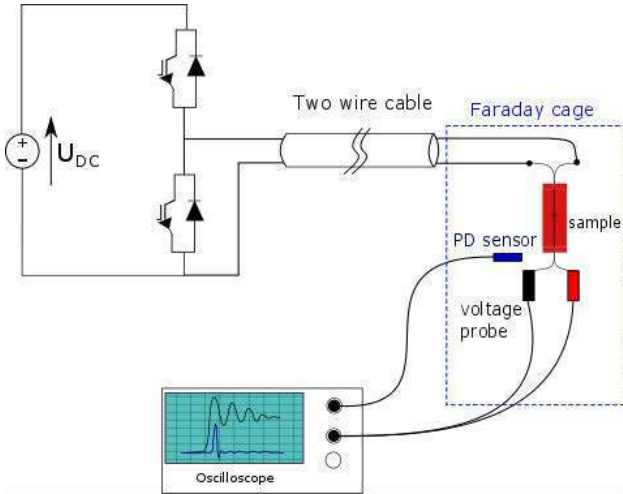 Two wire cable
Faraday cage
+
−
U_DC
sample
PD sensor
voltage
probe
Oscilloscope